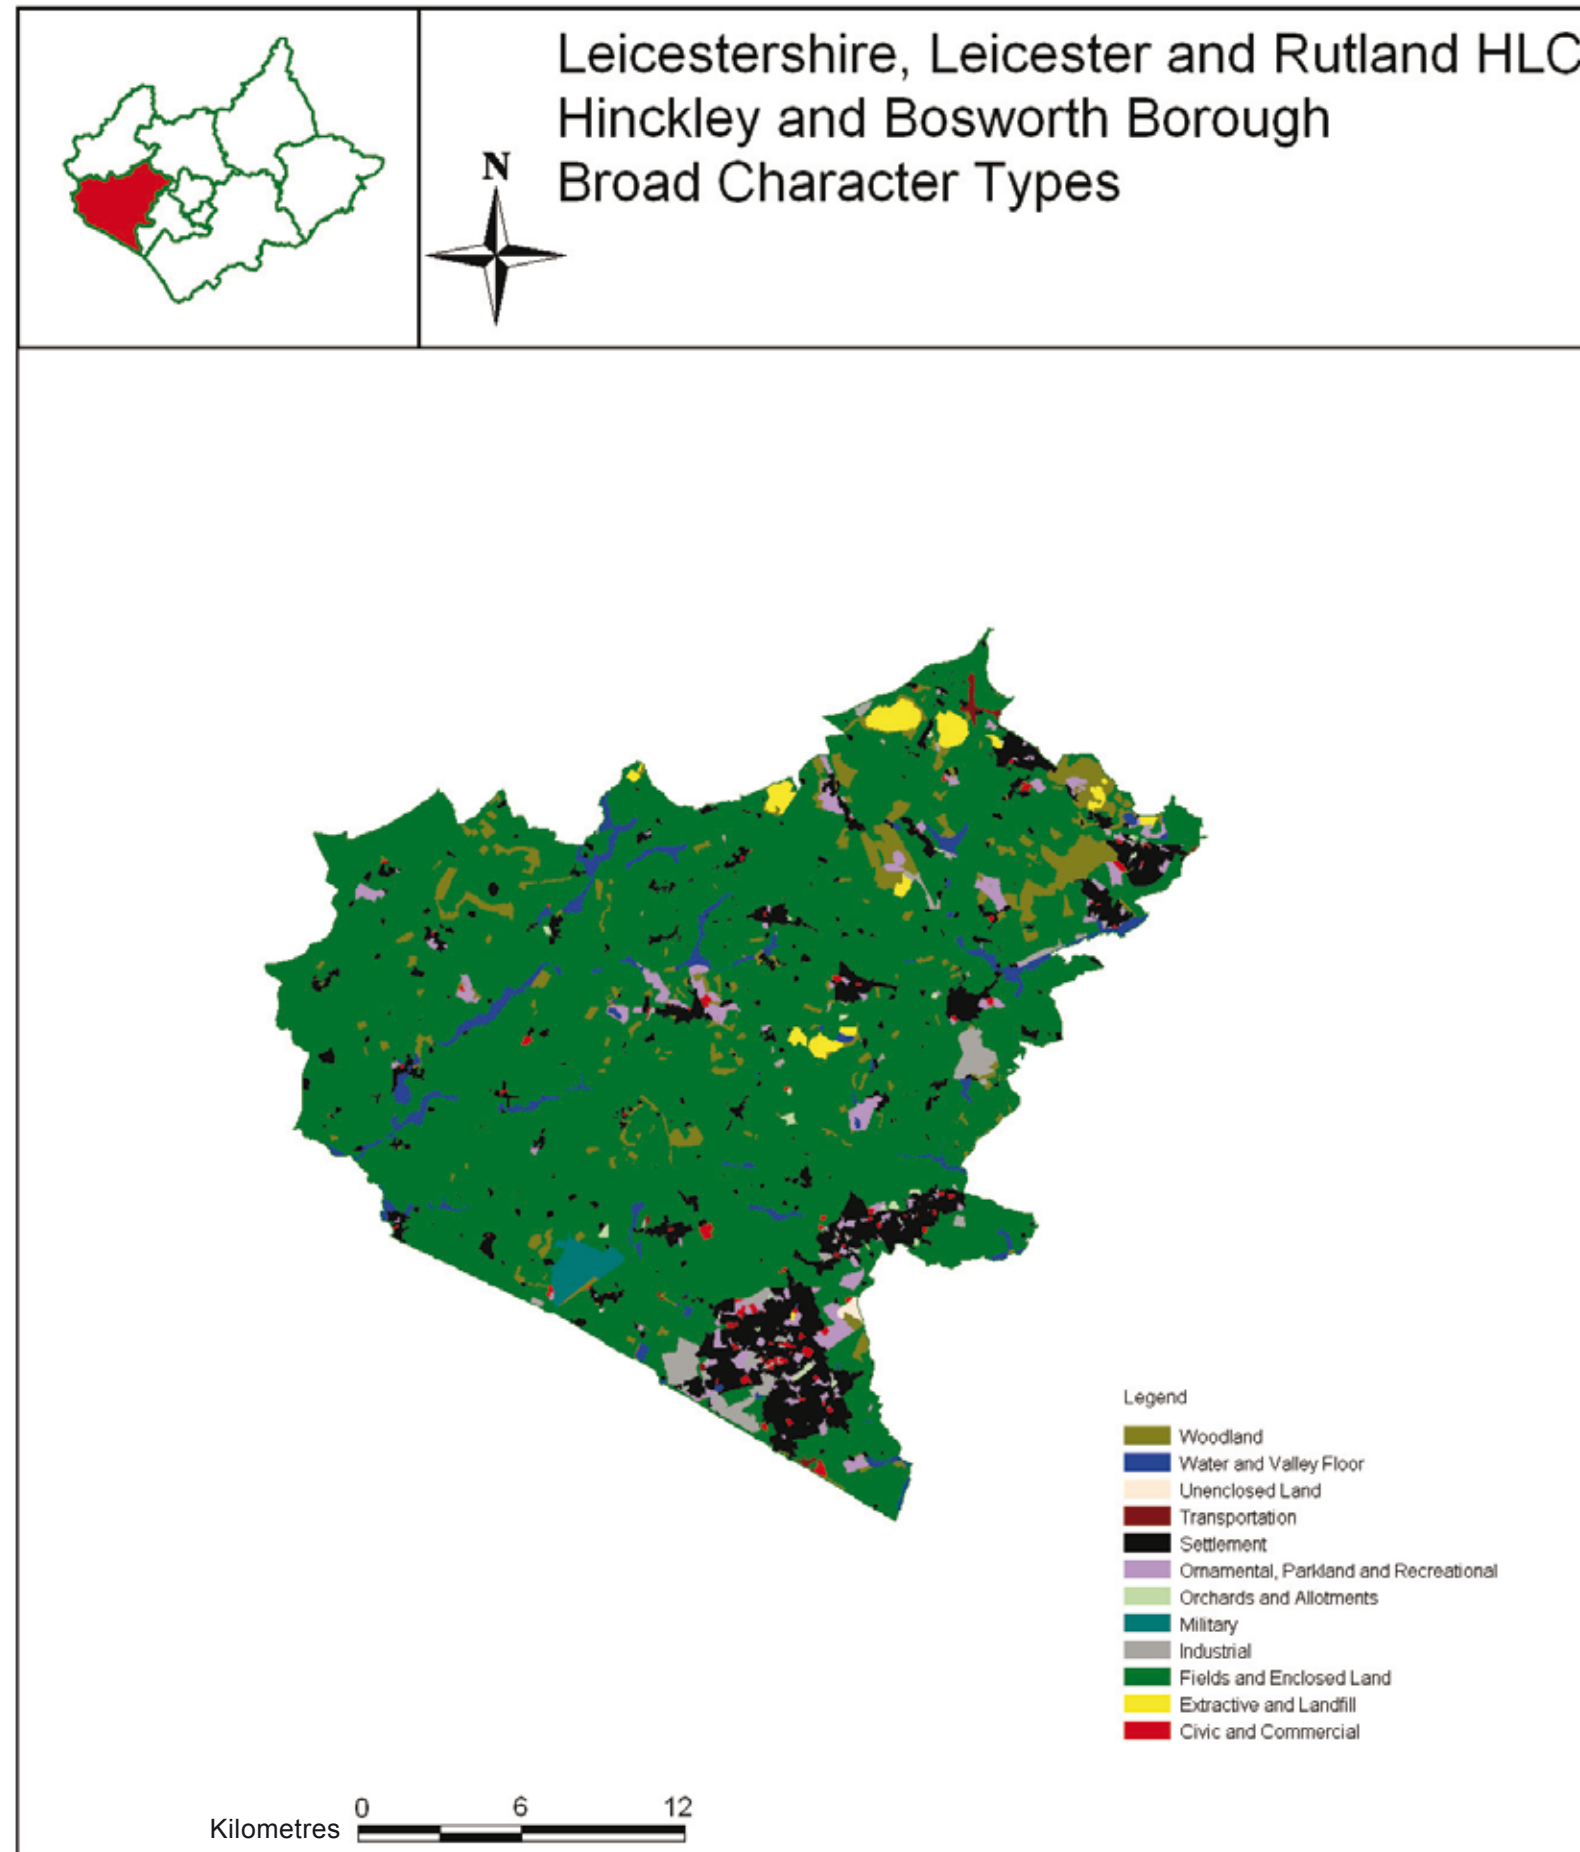 Leicestershire, Leicester and Rutland HLC
Hinckley and Bosworth Borough
Broad Character Types
N
Legend
Woodland
Water and Valley Floor
Unenclosed Land
Transportation
Settlement
Ornamental, Parkland and Recreational
Orchards and Allotments
Military
Industrial
Fields and Enclosed Land
Extractive and Landfill
Civic and Commercial
0 6 12
Kilometres